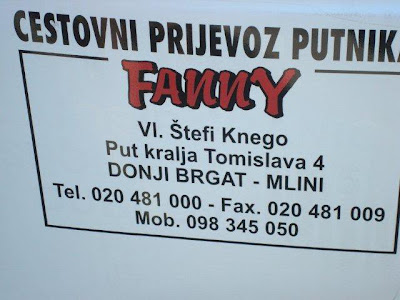 CESTOVNI PRIJEVOZ PUTNIKA
FANNY
Vl. Štefi Knego
Put kralja Tomislava 4
DONJI BRGAT - MLINI
Tel. 020 481 000 - Fax. 020 481 009
Mob. 098 345 050